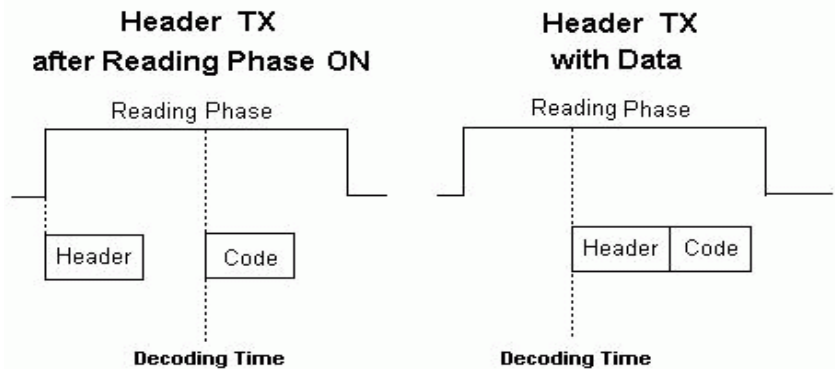 Header TX
after Reading Phase ON
Reading Phase
Header
Code
Decoding Time
Header TX
with Data
Reading Phase
Header
Code
Decoding Time